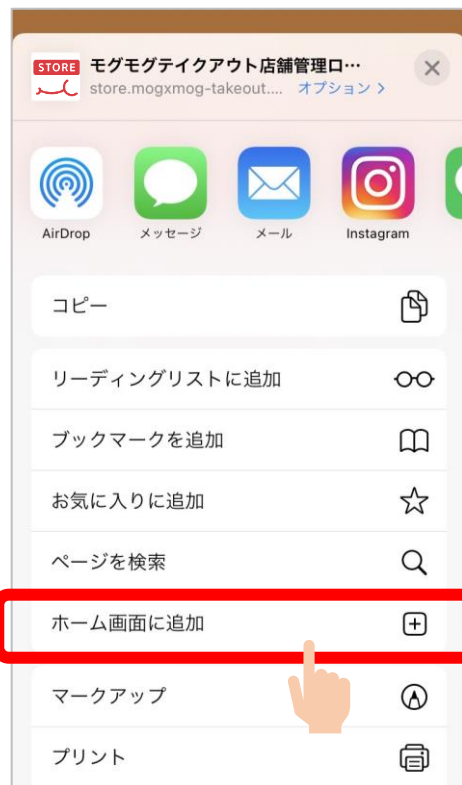 STORE
モグモグテイクアウト店舗管理ロ…
store.mogxmog-takeout.... オプション >
AirDrop メッセージ メール Instagram
コピー
リーディングリストに追加
ブックマークを追加
お気に入りに追加
ページを検索
ホーム画面に追加
マークアップ
プリント